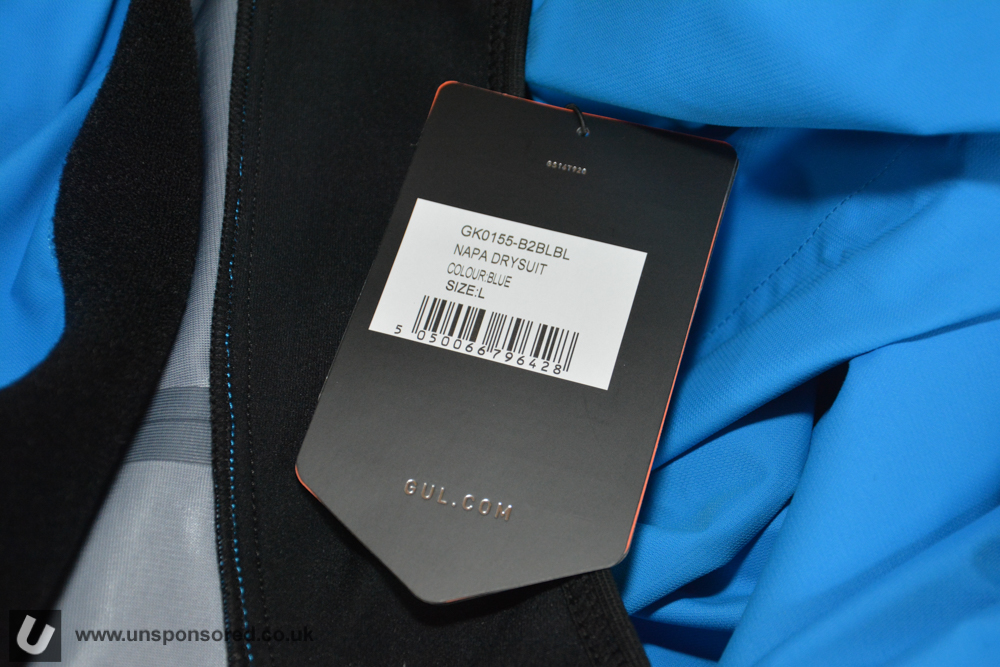 GK0155-B2BLBL
NAPA DRYSUIT
COLOUR:BLUE
SIZE:L
5 050066 796428
GUL.COM
www.unsponsored.co.uk